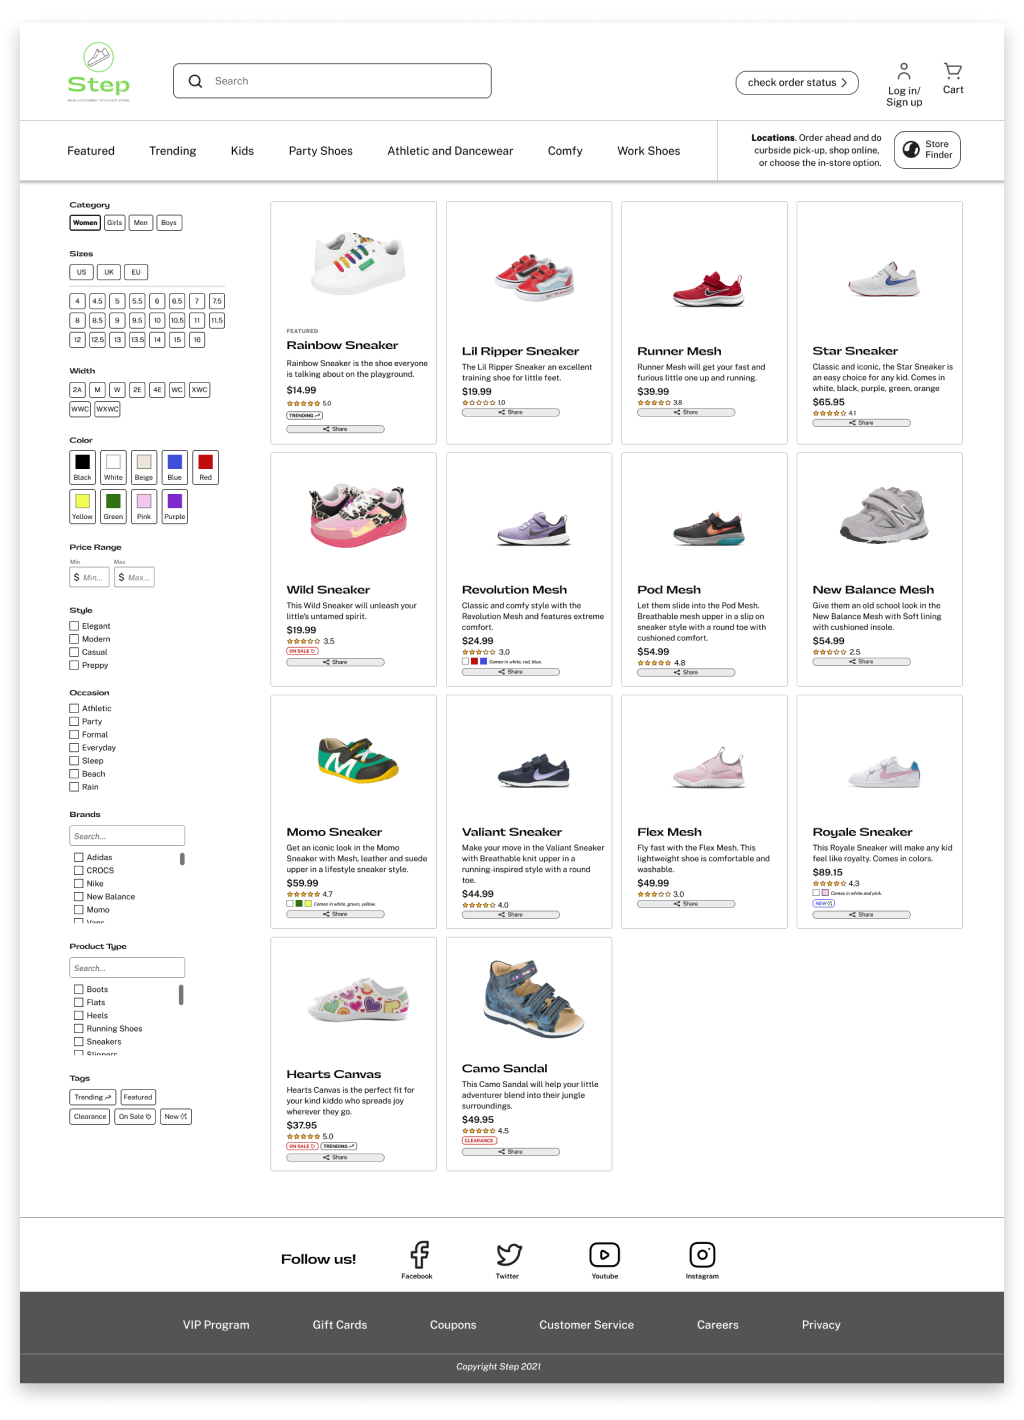 Step
MAKE A STATEMENT WITH EVERY STRIDE
Search
check order status
Log in/
Sign up
Cart
Featured
Trending
Kids
Party Shoes
Athletic and Dancewear
Comfy
Work Shoes
Locations. Order ahead and do
curbside pick-up, shop online,
or choose the in-store option.
Store
Finder
Category
Women Girls Men Boys
Sizes
US UK EU
4 4.5 5 5.5 6 6.5 7 7.5
8 8.5 9 9.5 10 10.5 11 11.5
12 12.5 13 13.5 14 15 16
Width
2A M W 2E 4E WC XWC
WWC WXWC
Color
Black White Beige Blue Red
Yellow Green Pink Purple
Price Range
Min Max
$ Min... $ Max...
Style
Elegant
Modern
Casual
Preppy
Occasion
Athletic
Party
Formal
Everyday
Sleep
Beach
Rain
Brands
Search...
Adidas
CROCS
Nike
New Balance
Momo
Vans
Product Type
Search...
Boots
Flats
Heels
Running Shoes
Sneakers
Slippers
Tags
Trending Featured
Clearance On Sale New
FEATURED
Rainbow Sneaker
Rainbow Sneaker is the shoe everyone
is talking about on the playground.
$14.99
5.0
TRENDING
Share
Lil Ripper Sneaker
The Lil Ripper Sneaker an excellent
training shoe for little feet.
$19.99
1.0
Share
Runner Mesh
Runner Mesh will get your fast and
furious little one up and running.
$39.99
3.8
Share
Star Sneaker
Classic and iconic, the Star Sneaker is
an easy choice for any kid. Comes in
white, black, purple, green, orange
$65.95
4.1
Share
Wild Sneaker
This Wild Sneaker will unleash your
little's untamed spirit.
$19.99
3.5
ON SALE
Share
Revolution Mesh
Classic and comfy style with the
Revolution Mesh and features extreme
comfort.
$24.99
3.0
Comes in white, red, blue.
Share
Pod Mesh
Let them slide into the Pod Mesh.
Breathable mesh upper in a slip on
sneaker style with a round toe with
cushioned comfort.
$54.99
4.8
Share
New Balance Mesh
Give them an old school look in the
New Balance Mesh with Soft lining
with cushioned insole.
$54.99
2.5
Share
Momo Sneaker
Get an iconic look in the Momo
Sneaker with Mesh, leather and suede
upper in a lifestyle sneaker style.
$59.99
4.7
Comes in white, green, yellow.
Share
Valiant Sneaker
Make your move in the Valiant Sneaker
with Breathable knit upper in a
running-inspired style with a round
toe.
$44.99
4.0
Share
Flex Mesh
Fly fast with the Flex Mesh. This
lightweight shoe is comfortable and
washable.
$49.99
3.0
Share
Royale Sneaker
This Royale Sneaker will make any kid
feel like royalty. Comes in colors.
$89.15
4.3
Comes in white and pink.
NEW
Share
Hearts Canvas
Hearts Canvas is the perfect fit for
your kind kiddo who spreads joy
wherever they go.
$37.95
5.0
ON SALE TRENDING
Share
Camo Sandal
This Camo Sandal will help your little
adventurer blend into their jungle
surroundings.
$49.95
4.5
CLEARANCE
Share
Follow us!
Facebook
Twitter
Youtube
Instagram
VIP Program
Gift Cards
Coupons
Customer Service
Careers
Privacy
Copyright Step 2021